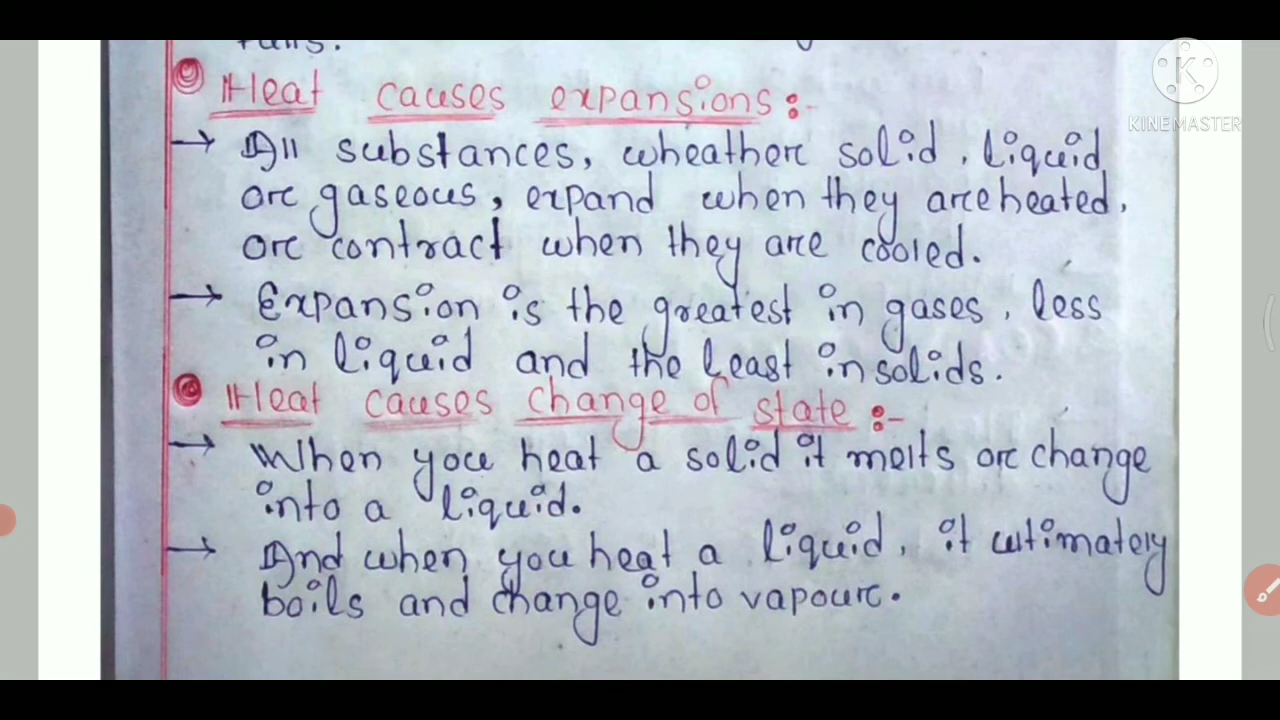 Heat causes expansions :-
→ All substances, wheather solid, liquid
or gaseous, expand when they are heated,
or contract when they are cooled.
→ Expansion is the greatest in gases, less
in liquid and the least in solids.
Heat causes change of state :-
→ When you heat a solid it melts or change
into a liquid.
→ And when you heat a liquid, it ultimately
boils and change into vapour.
K
KINEMASTER